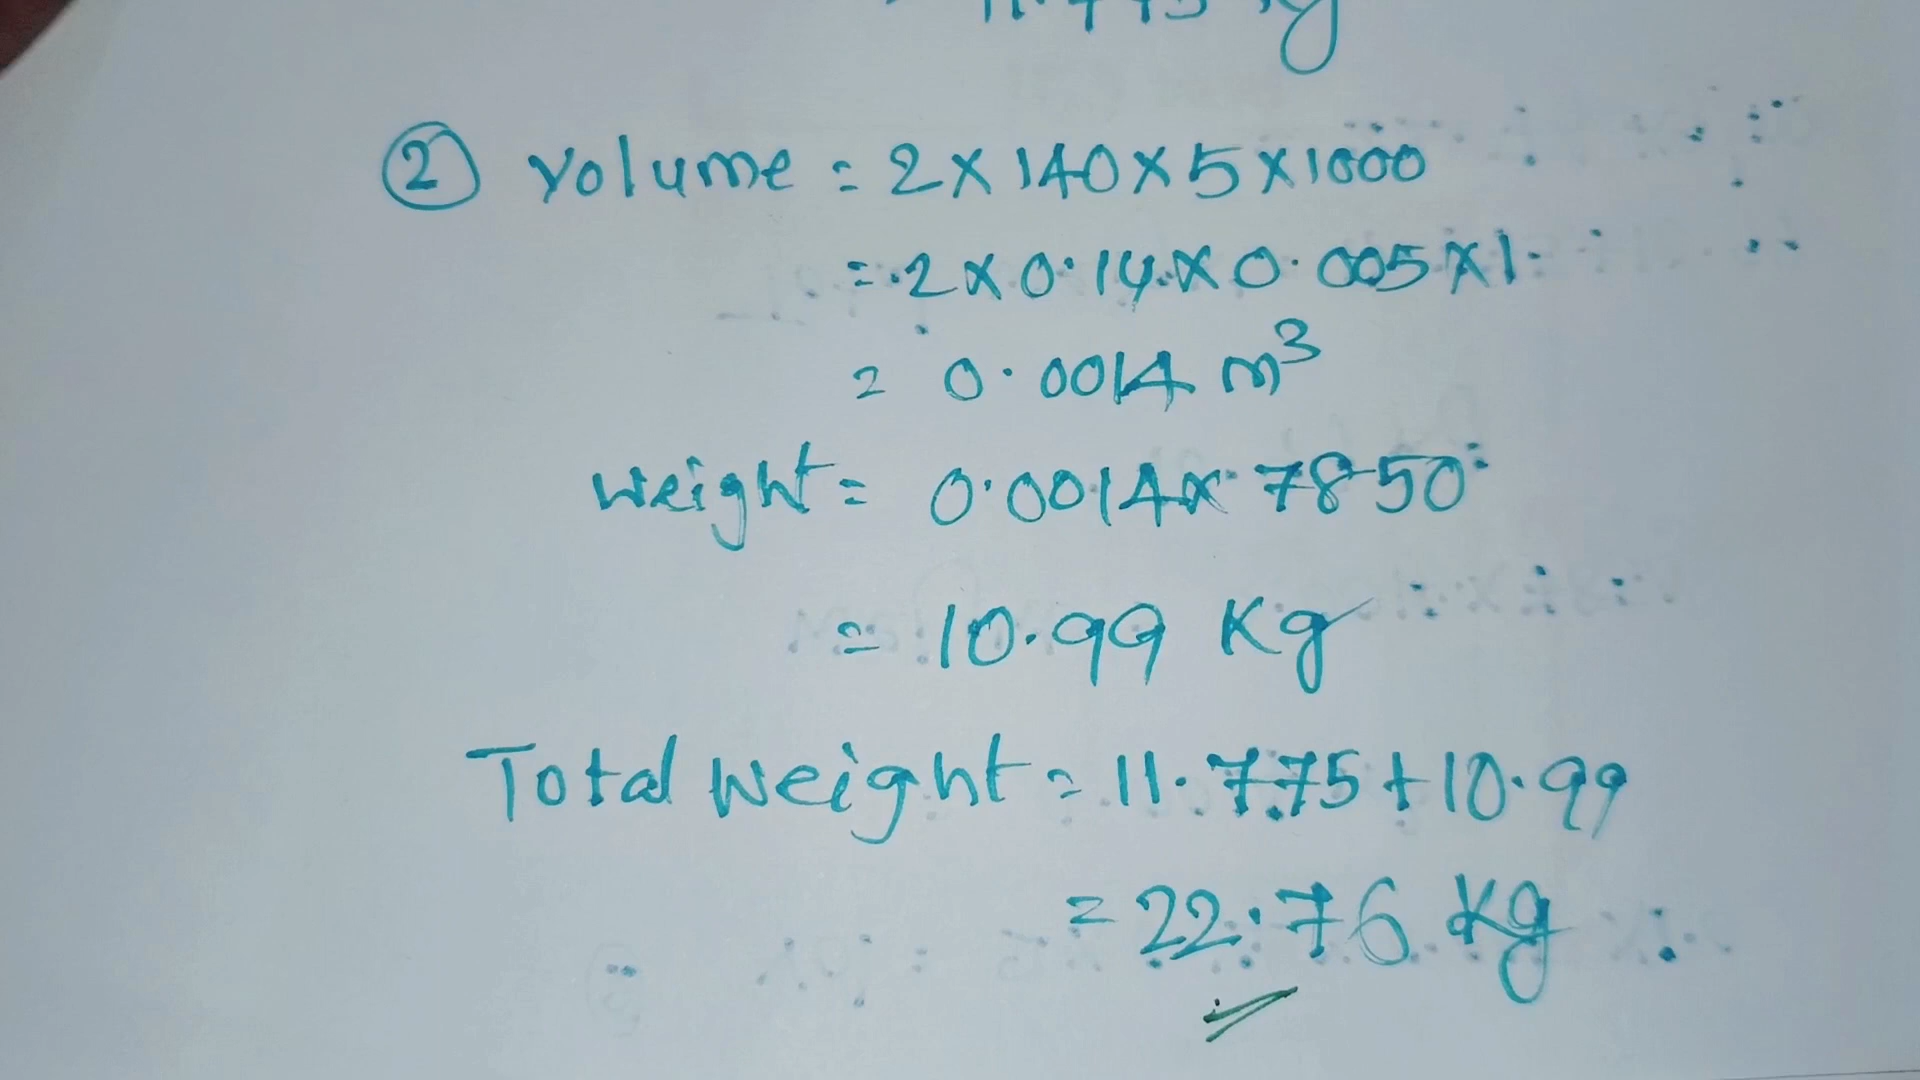 ② Volume = 2 x 140 x 5 x 1000
= 2 x 0.14 x 0.005 x 1
= 0.0014 m³
Weight = 0.0014 x 7850
= 10.99 Kg
Total Weight = 11.775 + 10.99
= 22.76 Kg